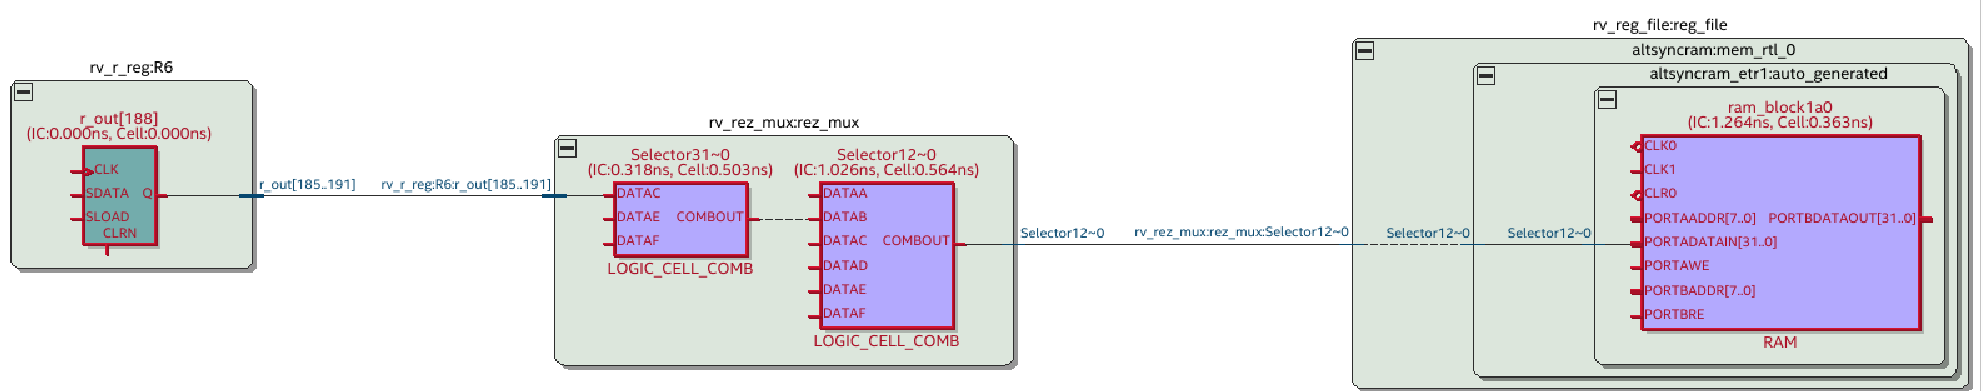 rv_r_reg:R6
r_out[188]
(IC:0.000ns, Cell:0.000ns)
CLK
SDATA Q
SLOAD
CLRN
r_out[185..191]
rv_r_reg:R6:r_out[185..191]
rv_rez_mux:rez_mux
Selector31~0
(IC:0.318ns, Cell:0.503ns)
DATAC
DATAE COMBOUT
DATAF
LOGIC_CELL_COMB
Selector12~0
(IC:1.026ns, Cell:0.564ns)
DATAA
DATAB
DATAC COMBOUT
DATAD
DATAE
DATAF
LOGIC_CELL_COMB
Selector12~0
rv_rez_mux:rez_mux:Selector12~0
rv_reg_file:reg_file
altsyncram:mem_rtl_0
altsyncram_etr1:auto_generated
Selector12~0
Selector12~0
ram_block1a0
(IC:1.264ns, Cell:0.363ns)
CLK0
CLK1
CLR0
PORTAADDR[7..0] PORTBDATAOUT[31..0]
PORTADATAIN[31..0]
PORTAWE
PORTBADDR[7..0]
PORTBRE
RAM